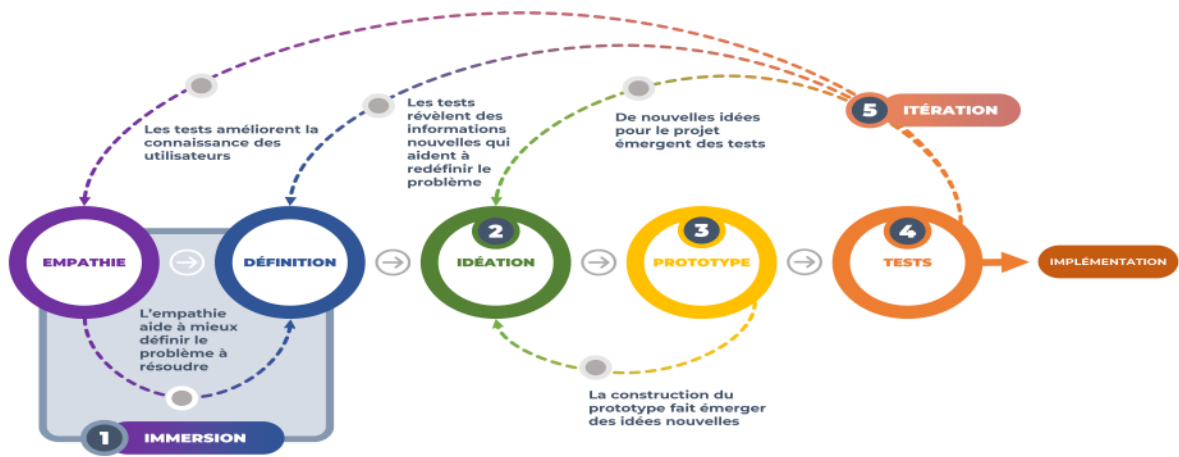 5 ITÉRATION
Les tests améliorent la
connaissance des
utilisateurs
Les tests
révèlent des
informations
nouvelles qui
aident à
redéfinir le
problème
De nouvelles idées
pour le projet
émergent des tests
EMPATHIE
DÉFINITION
2
IDÉATION
3
PROTOTYPE
4
TESTS
IMPLÉMENTATION
L'empathie
aide à mieux
définir le
problème à
résoudre
La construction du
prototype fait émerger
des idées nouvelles
1 IMMERSION